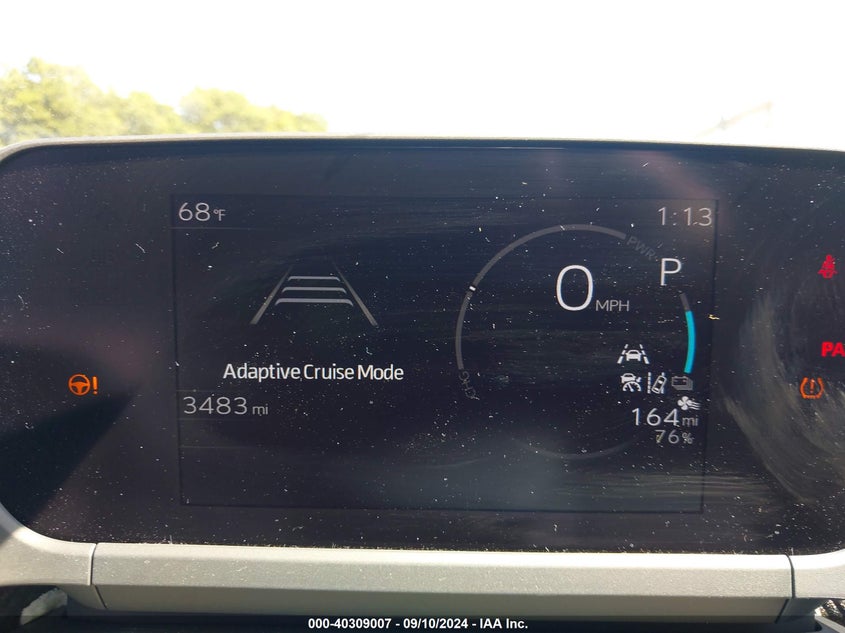 68°F
1:13
PWR
P
0 MPH
Adaptive Cruise Mode
3483 mi
PA
164 mi
76%
000-40309007 - 09/10/2024 - IAA Inc.